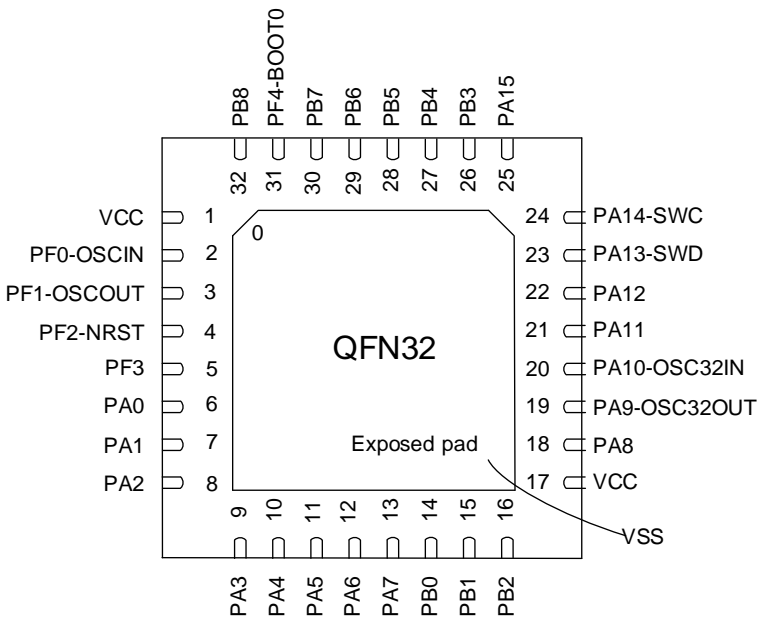 PB8
PF4-BOOT0
PB7
PB6
PB5
PB4
PB3
PA15
32
31
30
29
28
27
26
25
VCC 1
PF0-OSCIN 2
PF1-OSCOUT 3
PF2-NRST 4
PF3 5
PA0 6
PA1 7
PA2 8
0
QFN32
Exposed pad
24 PA14-SWC
23 PA13-SWD
22 PA12
21 PA11
20 PA10-OSC32IN
19 PA9-OSC32OUT
18 PA8
17 VCC
VSS
9
10
11
12
13
14
15
16
PA3
PA4
PA5
PA6
PA7
PB0
PB1
PB2